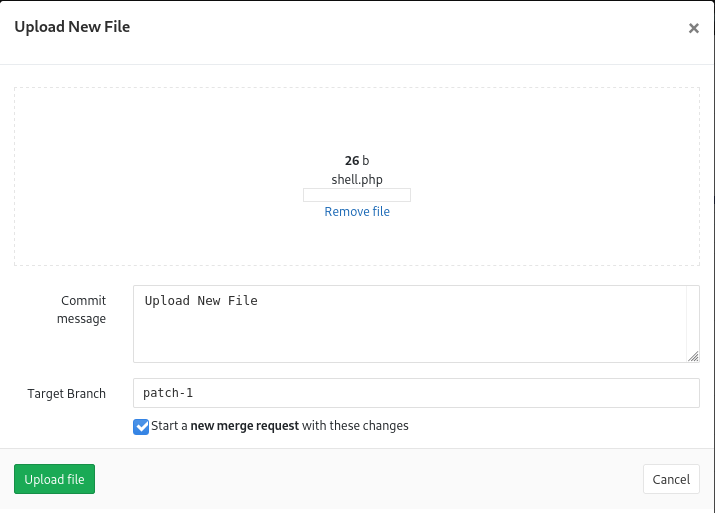 Upload New File
×
26 b
shell.php
Remove file
Commit
message
Upload New File
Target Branch
patch-1
Start a new merge request with these changes
Upload file
Cancel